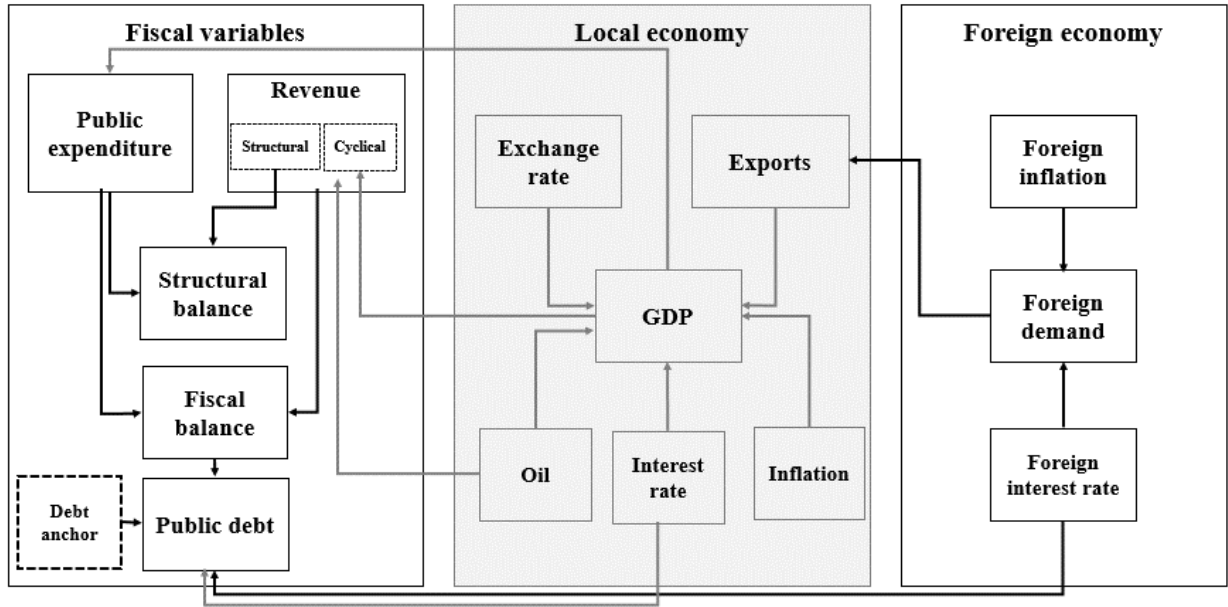 Fiscal variables
Public
expenditure
Revenue
Structural
Cyclical
Structural
balance
Fiscal
balance
Debt
anchor
Public debt
Local economy
Exchange
rate
Exports
GDP
Oil
Interest
rate
Inflation
Foreign economy
Foreign
inflation
Foreign
demand
Foreign
interest rate